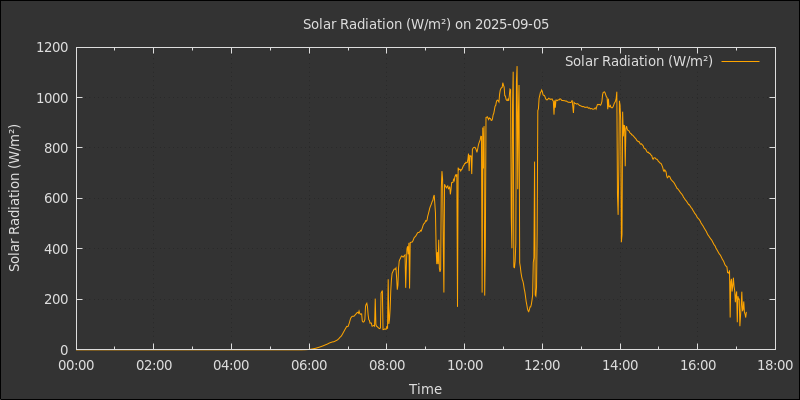 Solar Radiation (W/m²) on 2025-09-05
Solar Radiation (W/m²)
Solar Radiation (W/m²)
1200
1000
800
600
400
200
0
00:00 02:00 04:00 06:00 08:00 10:00 12:00 14:00 16:00 18:00
Time